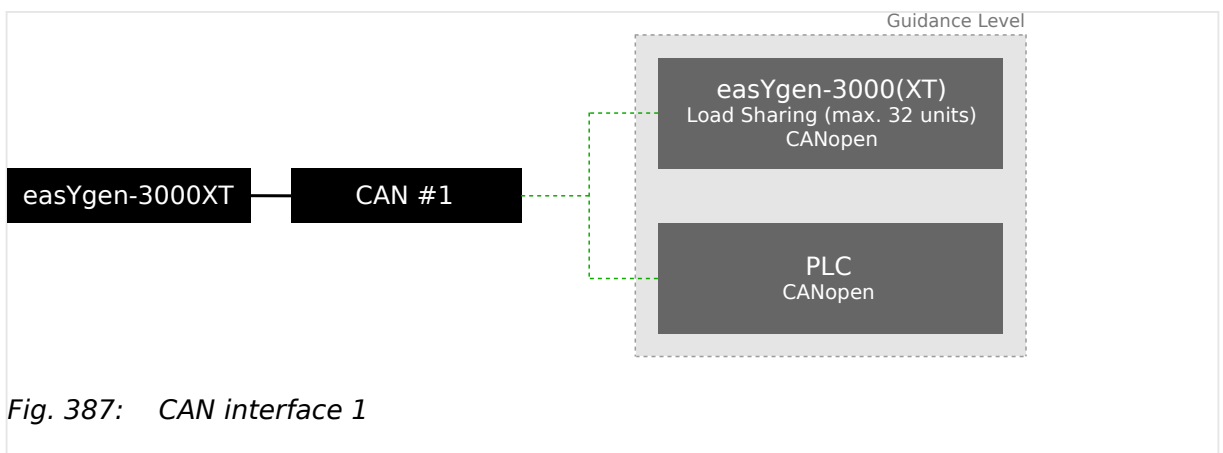 Guidance Level
easYgen-3000(XT)
Load Sharing (max. 32 units)
CANopen
easYgen-3000XT
CAN #1
PLC
CANopen
Fig. 387: CAN interface 1